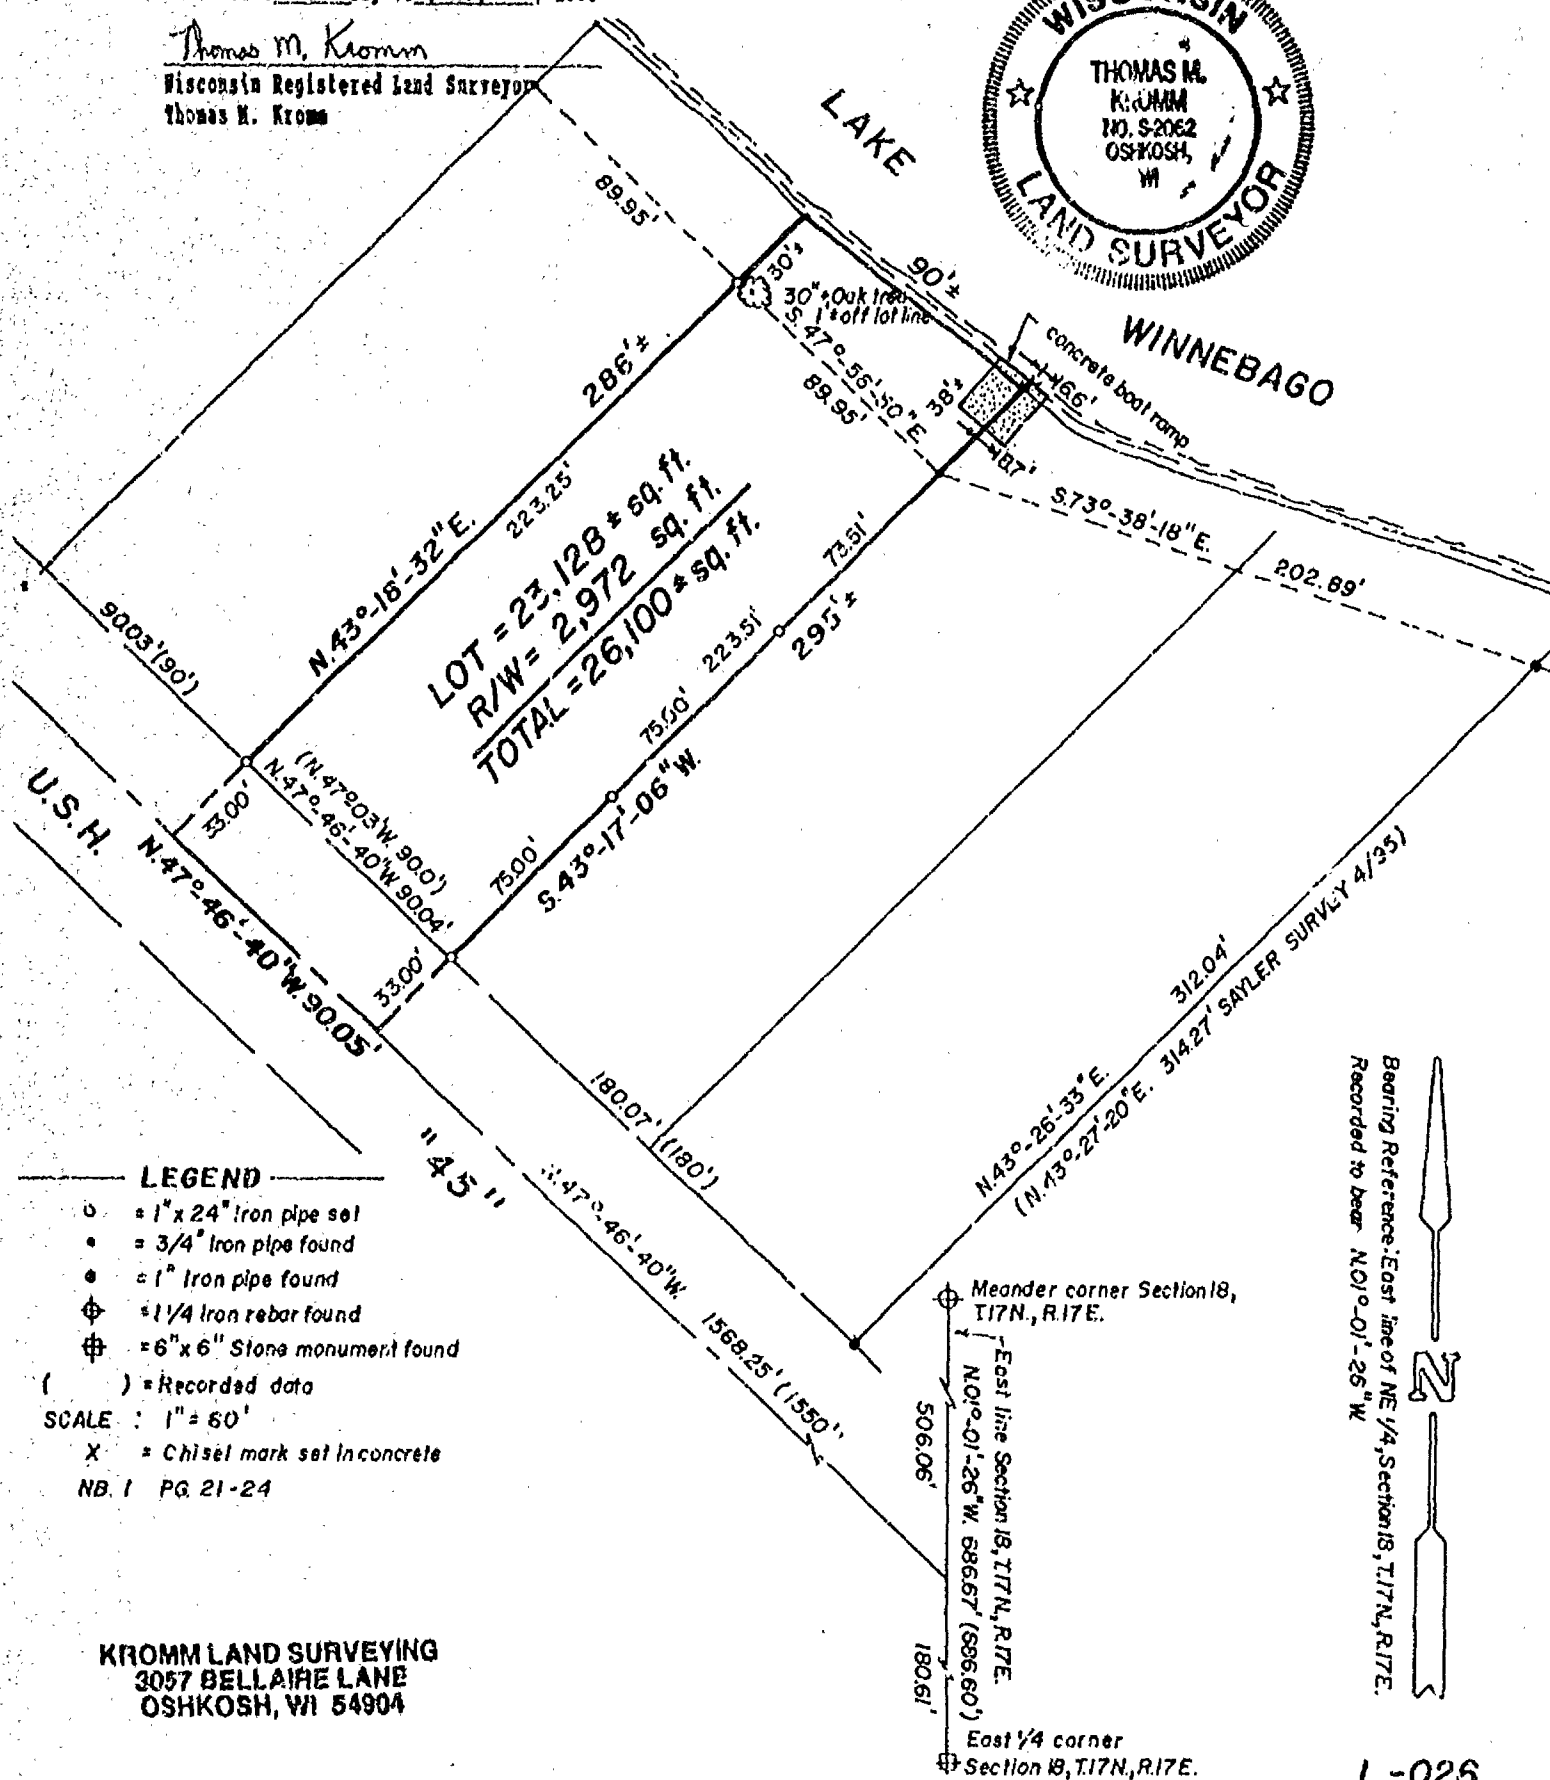 Thomas M. Kromm
Wisconsin Registered Land Surveyor
Thomas M. Kromm
WISCONSIN
THOMAS M.
KROMM
NO. S-2062
OSHKOSH,
WI
LAND SURVEYOR
LAKE
WINNEBAGO
89.95'
30'±
90'±
30"± Oak tree
1'± off lot line
S.47°-56'-50"E.
89.95'
38'±
concrete boat ramp
16.6'
18.7'
S.73°-38'-18"E.
202.89'
286'±
223.25'
N.43°-18'-32"E.
LOT = 23,128 ± sq. ft.
R/W = 2,972 sq. ft.
TOTAL = 26,100 ± sq. ft.
73.51'
223.51'
295'±
75.00'
75.00'
S.43°-17'-06"W.
90.03'(90')
(N.47°03'W. 90.0')
N.47°-46'-40"W 90.04'
33.00'
33.00'
U.S.H.
"45"
N.47°-46'-40"W. 90.05'
180.07' (180')
N.47°-46'-40"W. 1568.25' (1550')
312.04'
N.43°-26'-33"E.
(N.43°-27'-20"E. 314.27' SAYLER SURVEY 4/35)
LEGEND
= 1" x 24" Iron pipe set
= 3/4" Iron pipe found
= 1" Iron pipe found
= 1 1/4 Iron rebar found
= 6" x 6" Stone monument found
( ) = Recorded data
SCALE : 1" = 60'
X = Chisel mark set in concrete
NB. 1 PG. 21-24
Meander corner Section 18,
T.17N., R.17E.
East line Section 18, T.17N., R.17E.
N.01°-01'-26"W. 686.67' (686.60')
506.06'
180.61'
East 1/4 corner
Section 18, T.17N., R.17E.
Bearing Reference: East line of NE 1/4, Section 18, T.17N., R.17E.
Recorded to bear N.01°-01'-26"W.
N
KROMM LAND SURVEYING
3057 BELLAIRE LANE
OSHKOSH, WI 54904
L-026